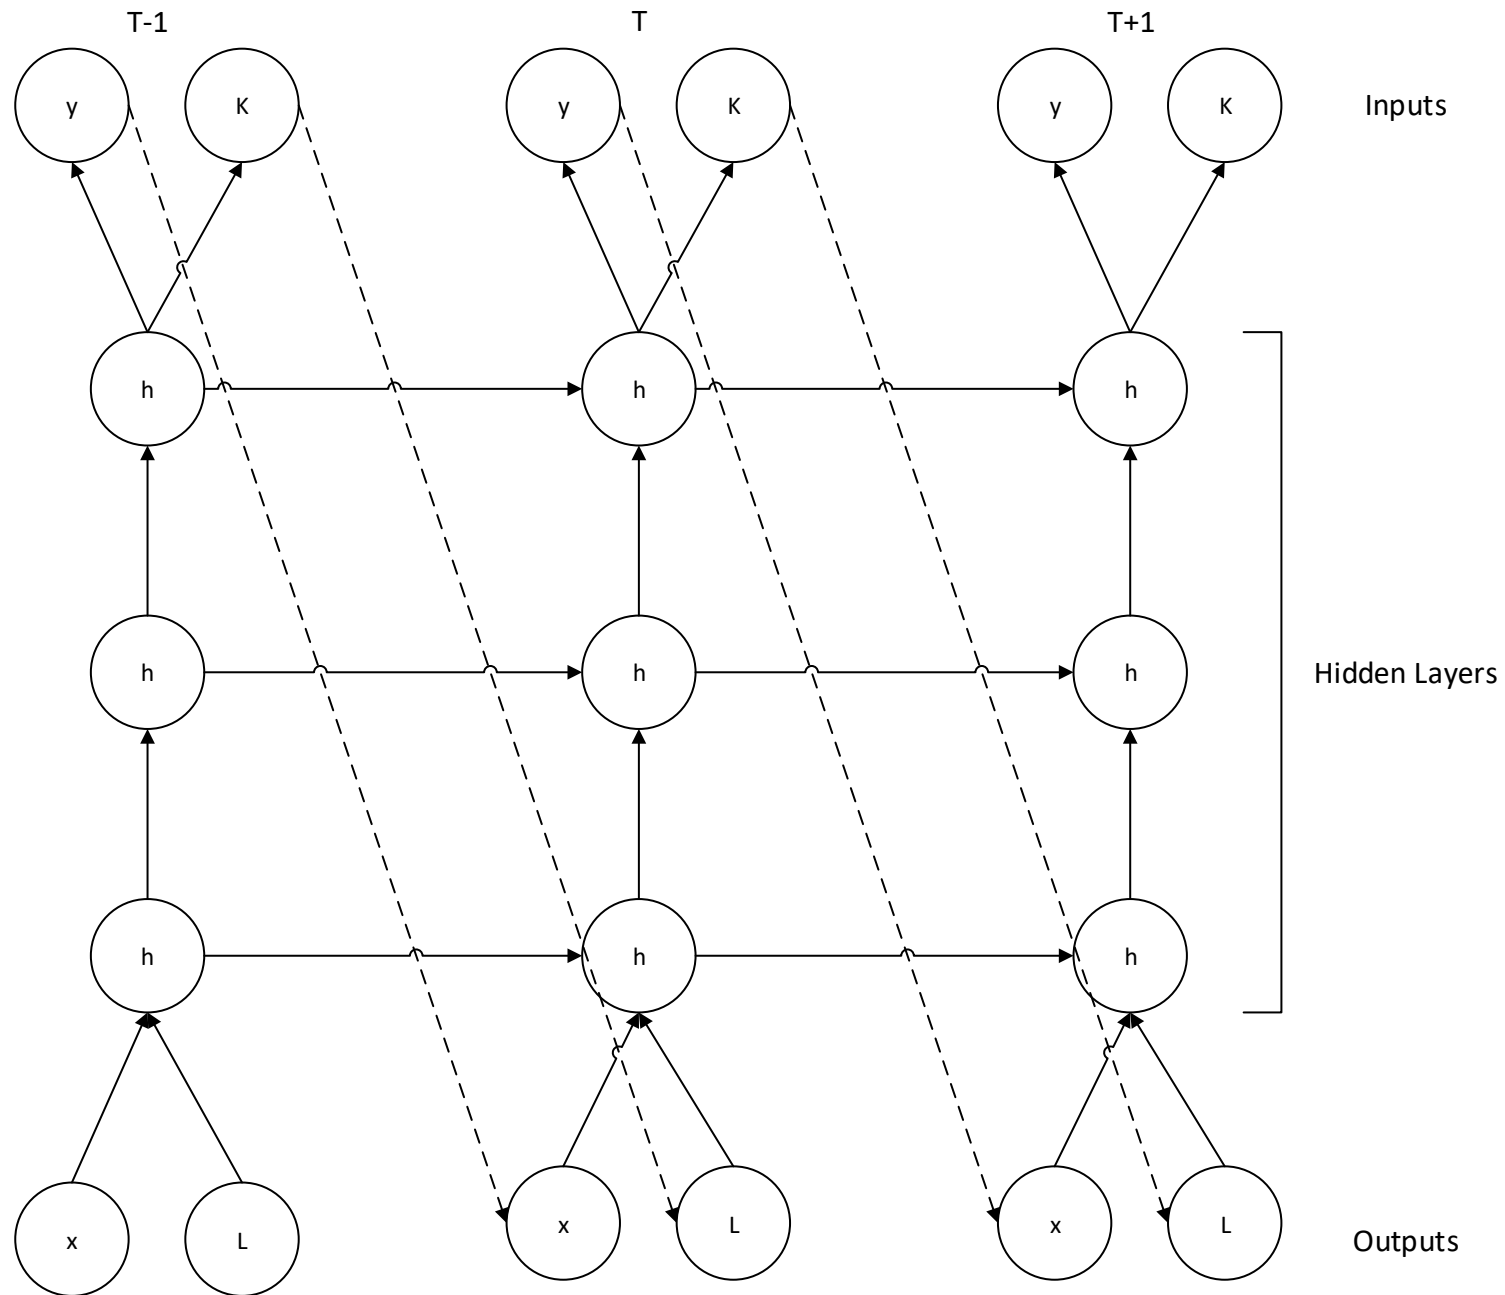 T-1 T T+1
y K y K y K Inputs
h h h
h h h Hidden Layers
h h h
x L x L x L Outputs